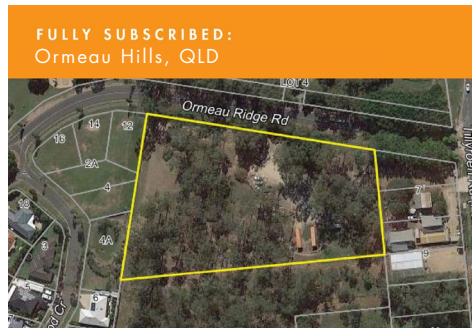 FULLY SUBSCRIBED:
Ormeau Hills, QLD
LOT 4
Ormeau Ridge Rd
16
14
12
2A
4
18
3
4A
6
7
9